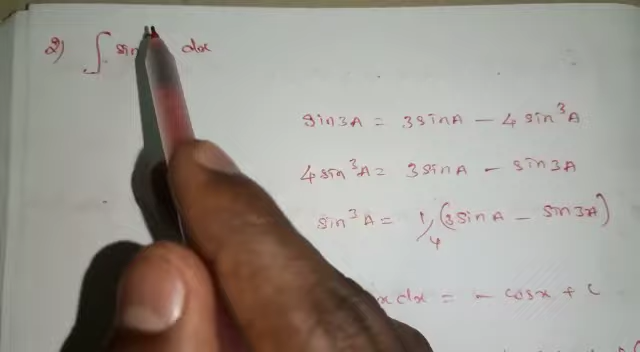 2) ∫ sin dx
sin3A = 3sinA – 4sin³A
4sin³A = 3sinA – sin3A
sin³A = 1/4 (3sinA – sin3A)
x dx = – cosx + c